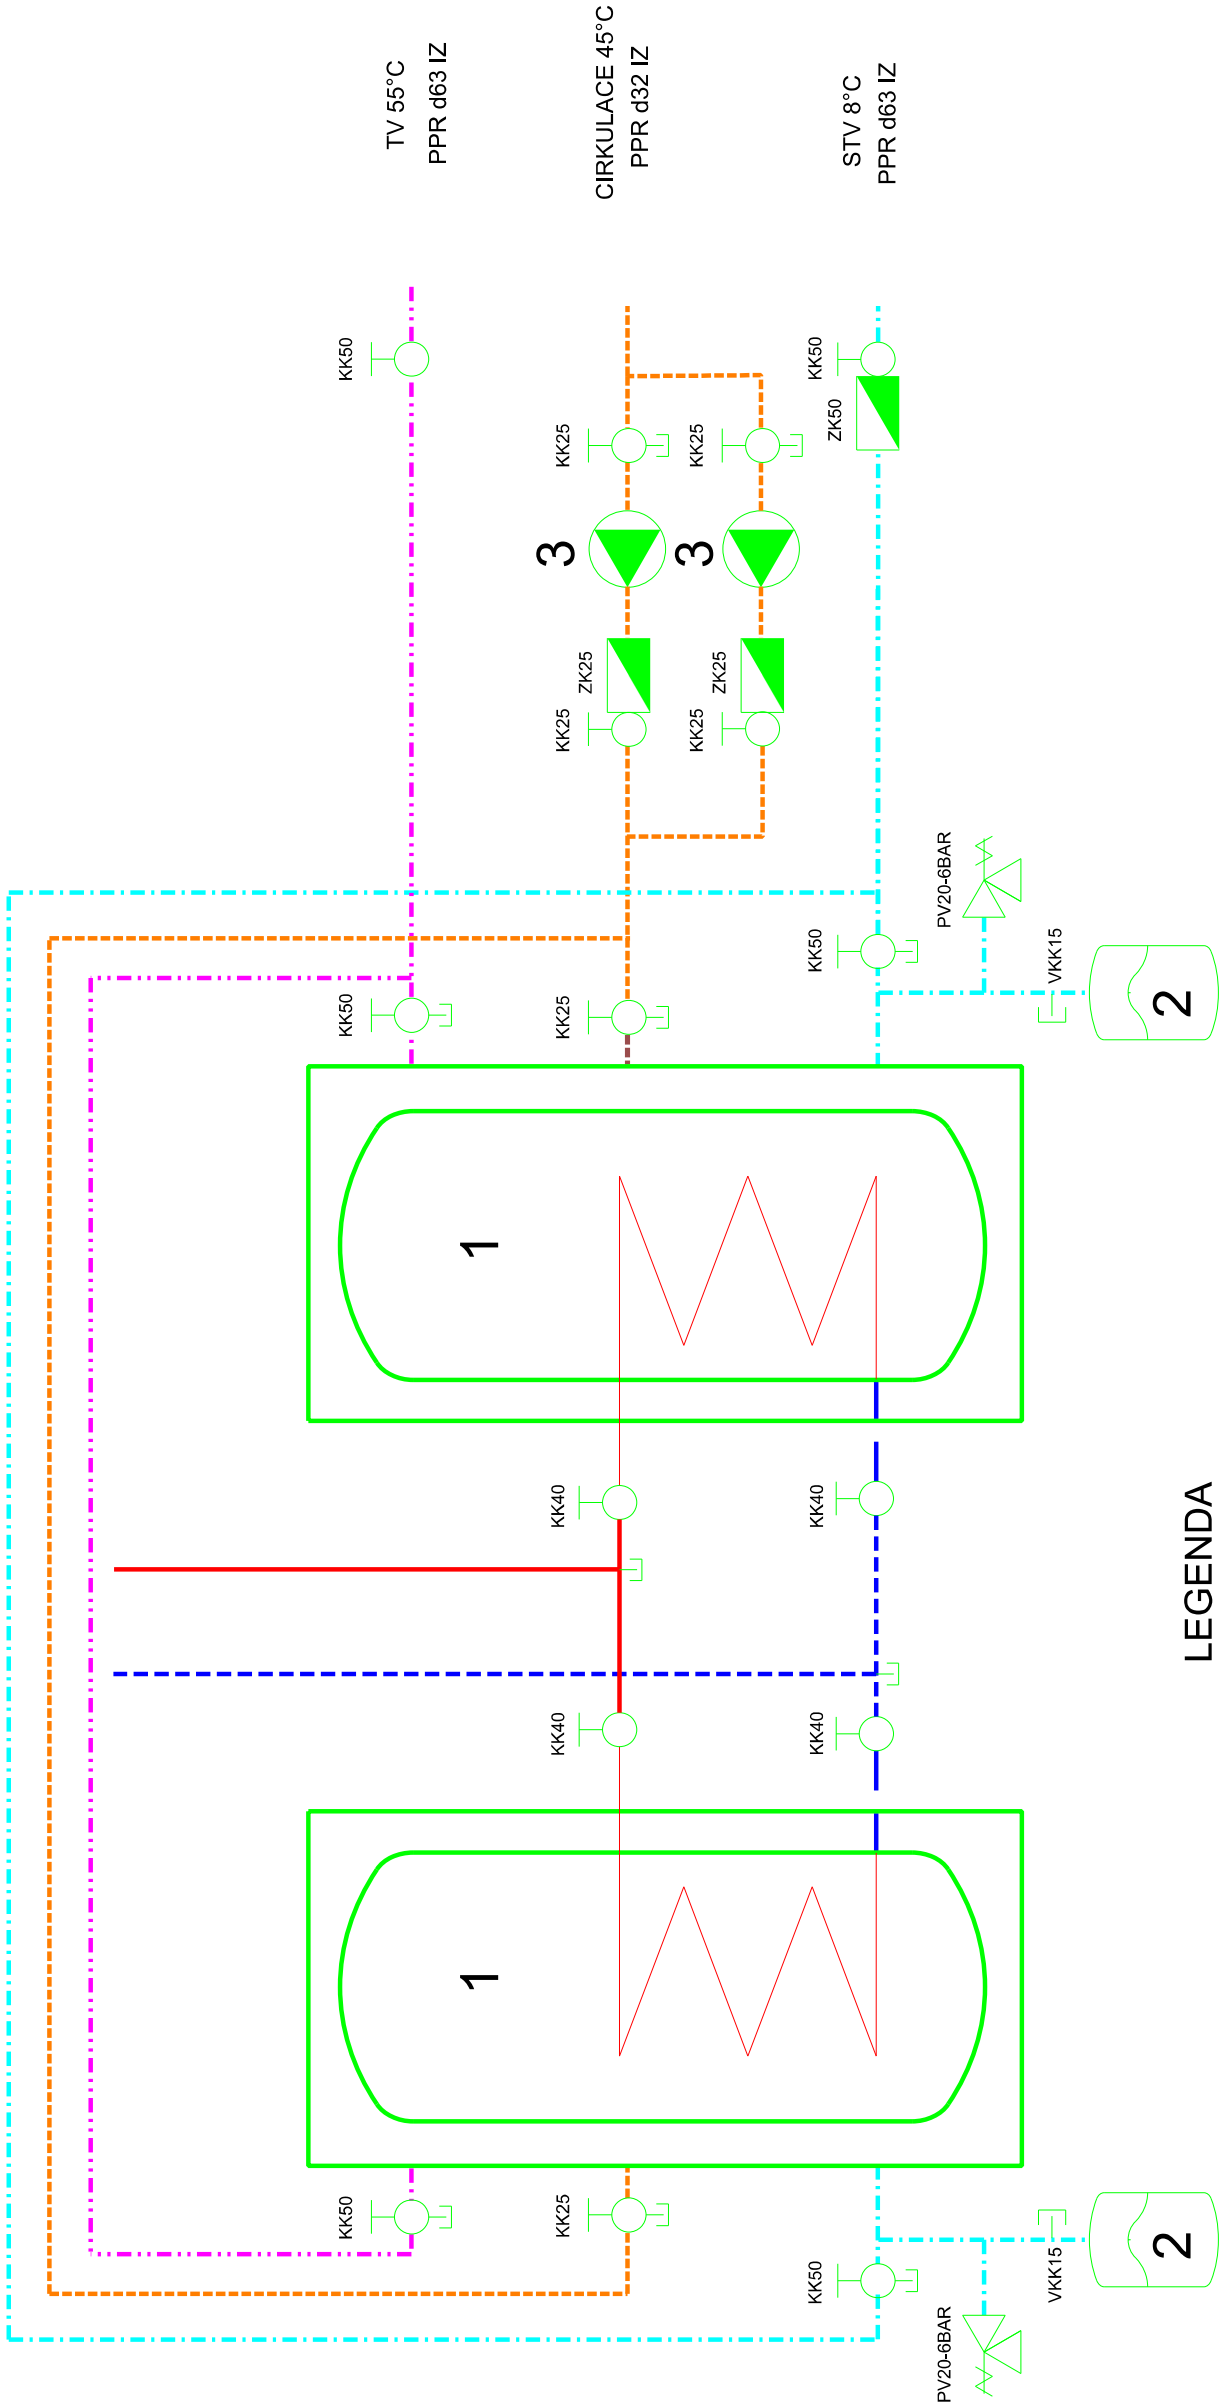 KK50
KK50
KK50
TV 55°C
PPR d63 IZ
1
1
KK25
KK40
KK40
KK25
KK25
3
KK25
ZK25
CIRKULACE 45°C
PPR d32 IZ
KK25
3
KK25
ZK25
KK50
KK40
KK40
KK50
KK50
ZK50
STV 8°C
PPR d63 IZ
PV20-6BAR
PV20-6BAR
VKK15
VKK15
2
2
LEGENDA